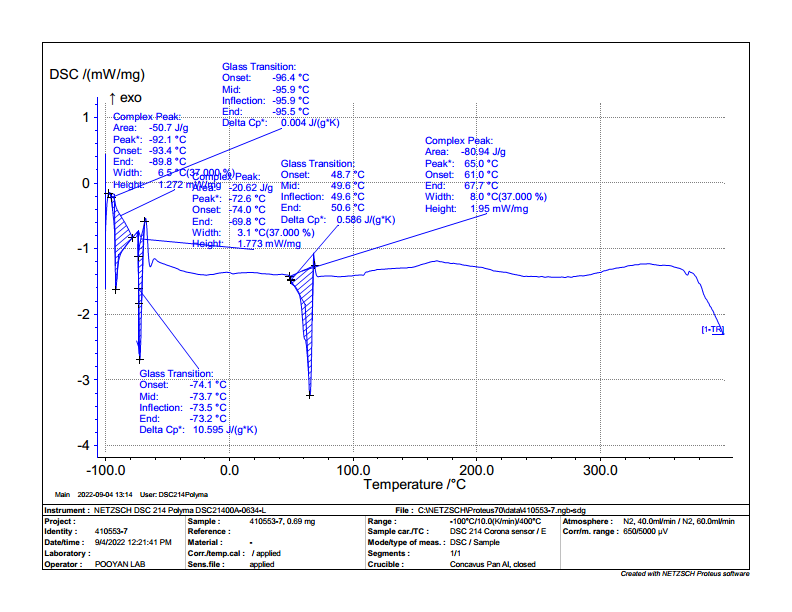 DSC /(mW/mg)
↑ exo
Glass Transition:
Onset: -96.4 °C
Mid: -95.9 °C
Inflection: -95.9 °C
End: -95.5 °C
Delta Cp*: 0.004 J/(g*K)
Complex Peak:
Area: -50.7 J/g
Peak*: -92.1 °C
Onset: -93.4 °C
End: -89.8 °C
Width: 6.5 °C(37.000 %)
Height: 1.272 mW/mg
Complex Peak:
Area: -20.62 J/g
Peak*: -72.6 °C
Onset: -74.0 °C
End: -69.8 °C
Width: 3.1 °C(37.000 %)
Height: 1.773 mW/mg
Glass Transition:
Onset: 48.7 °C
Mid: 49.6 °C
Inflection: 49.6 °C
End: 50.6 °C
Delta Cp*: 0.586 J/(g*K)
Complex Peak:
Area: -80.94 J/g
Peak*: 65.0 °C
Onset: 61.0 °C
End: 67.7 °C
Width: 8.0 °C(37.000 %)
Height: 1.95 mW/mg
1
0
-1
-2
-3
-4
[1-TR]
Glass Transition:
Onset: -74.1 °C
Mid: -73.7 °C
Inflection: -73.5 °C
End: -73.2 °C
Delta Cp*: 10.595 J/(g*K)
-100.0 0.0 100.0 200.0 300.0
Temperature /°C
Main 2022-09-04 13:14 User: DSC214Polyma
Instrument : NETZSCH DSC 214 Polyma DSC21400A-0634-L File : C:\NETZSCH\Proteus70\data\410553-7.ngb-sdg
Project : Sample : 410553-7, 0.69 mg Range : -100°C/10.0(K/min)/400°C Atmosphere : N2, 40.0ml/min / N2, 60.0ml/min
Identity : 410553-7 Reference : Sample car./TC : DSC 214 Corona sensor / E Corr/m. range : 650/5000 µV
Date/time : 9/4/2022 12:21:41 PM Material : - Mode/type of meas. : DSC / Sample
Laboratory : Corr./temp.cal : / applied Segments : 1/1
Operator : POOYAN LAB Sens.file : applied Crucible : Concavus Pan Al, closed
Created with NETZSCH Proteus software